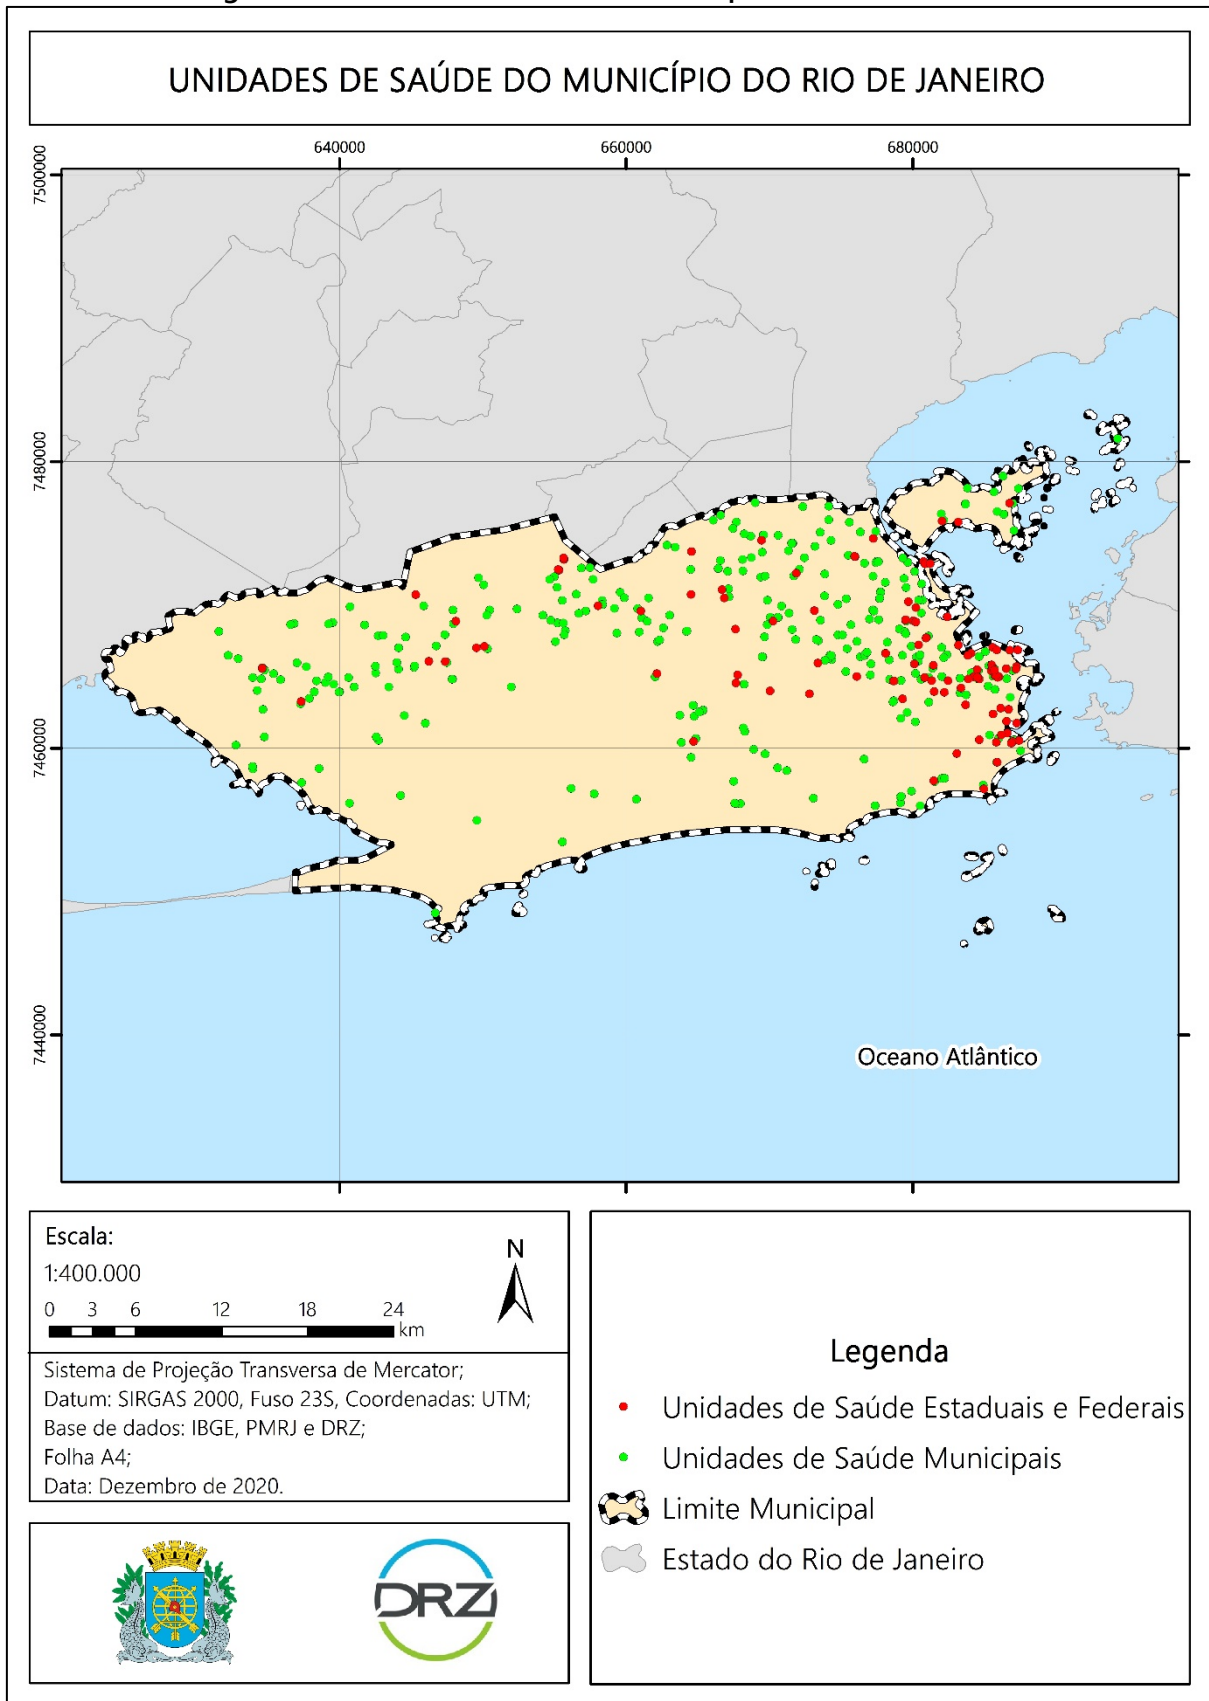 UNIDADES DE SAÚDE DO MUNICÍPIO DO RIO DE JANEIRO
640000
660000
680000
7500000
7480000
7460000
7440000
Oceano Atlântico
Escala:
1:400.000
0 3 6 12 18 24
km
N
Sistema de Projeção Transversa de Mercator;
Datum: SIRGAS 2000, Fuso 23S, Coordenadas: UTM;
Base de dados: IBGE, PMRJ e DRZ;
Folha A4;
Data: Dezembro de 2020.
DRZ
Legenda
Unidades de Saúde Estaduais e Federais
Unidades de Saúde Municipais
Limite Municipal
Estado do Rio de Janeiro